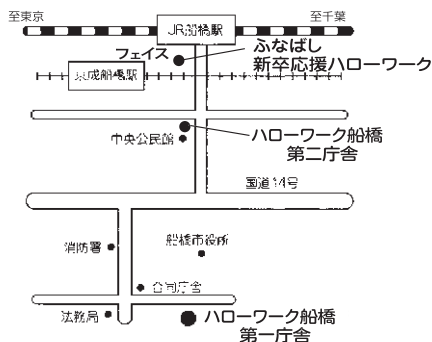 至東京
JR船橋駅
至千葉
フェイス
ふなばし
新卒応援ハローワーク
京成船橋駅
ハローワーク船橋
第二庁舎
中央公民館
国道14号
消防署
船橋市役所
合同庁舎
法務局
ハローワーク船橋
第一庁舎